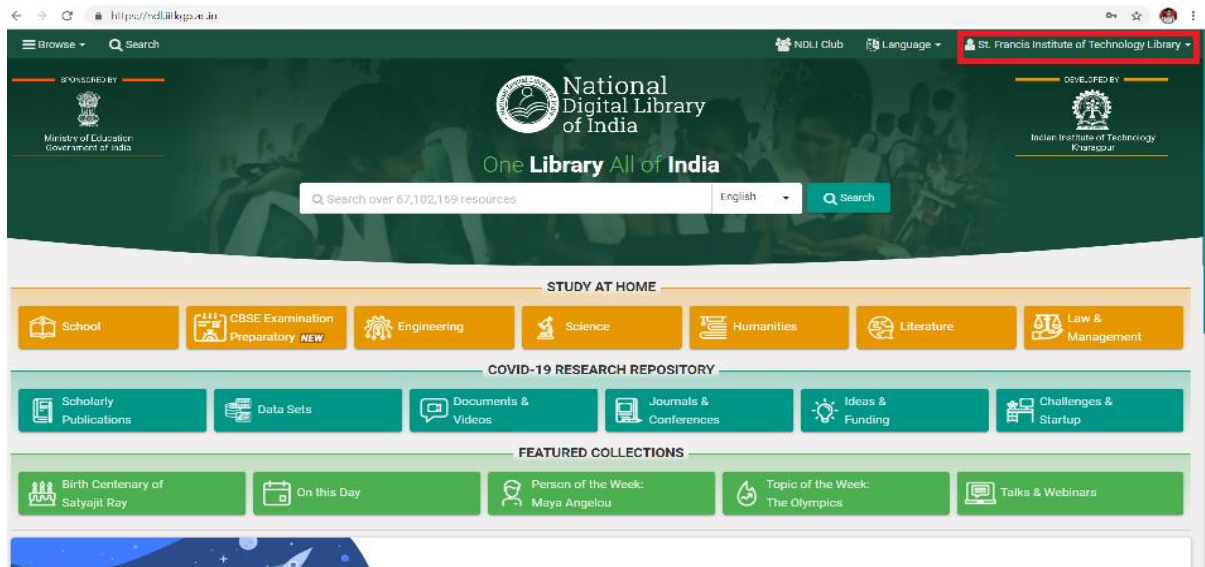 https://ndl.iitkgp.ac.in
Browse
Search
NDLI Club
Language
St. Francis Institute of Technology Library
SPONSORED BY
Ministry of Education
Government of India
National
Digital Library
of India
DEVELOPED BY
Indian Institute of Technology
Kharagpur
One Library All of India
Search over 67,102,159 resources
English
Search
STUDY AT HOME
School
CBSE Examination
Preparatory NEW
Engineering
Science
Humanities
Literature
Law &
Management
COVID-19 RESEARCH REPOSITORY
Scholarly
Publications
Data Sets
Documents &
Videos
Journals &
Conferences
Ideas &
Funding
Challenges &
Startup
FEATURED COLLECTIONS
Birth Centenary of
Satyajit Ray
On this Day
Person of the Week:
Maya Angelou
Topic of the Week:
The Olympics
Talks & Webinars